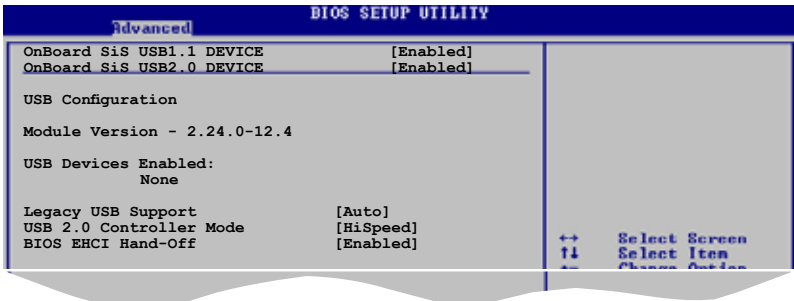 BIOS SETUP UTILITY
Advanced
OnBoard SiS USB1.1 DEVICE [Enabled]
OnBoard SiS USB2.0 DEVICE [Enabled]
USB Configuration
Module Version - 2.24.0-12.4
USB Devices Enabled:
None
Legacy USB Support [Auto]
USB 2.0 Controller Mode [HiSpeed]
BIOS EHCI Hand-Off [Enabled]
←→ Select Screen
↑↓ Select Item
+- Change Option